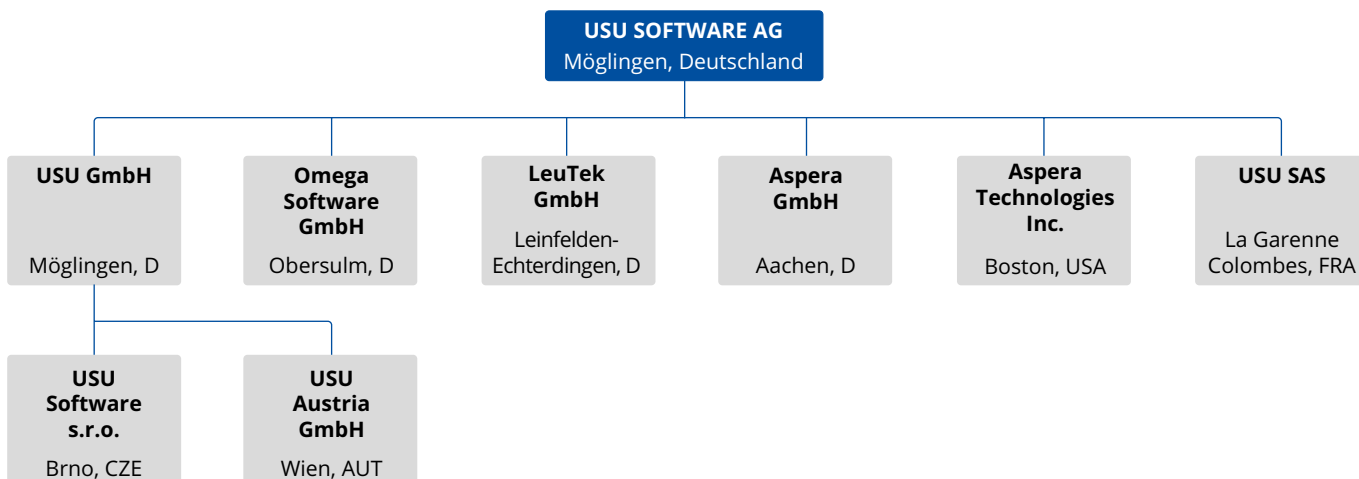 USU SOFTWARE AG
Möglingen, Deutschland
USU GmbH
Möglingen, D
Omega
Software
GmbH
Obersulm, D
LeuTek
GmbH
Leinfelden-
Echterdingen, D
Aspera
GmbH
Aachen, D
Aspera
Technologies
Inc.
Boston, USA
USU SAS
La Garenne
Colombes, FRA
USU
Software
s.r.o.
Brno, CZE
USU
Austria
GmbH
Wien, AUT